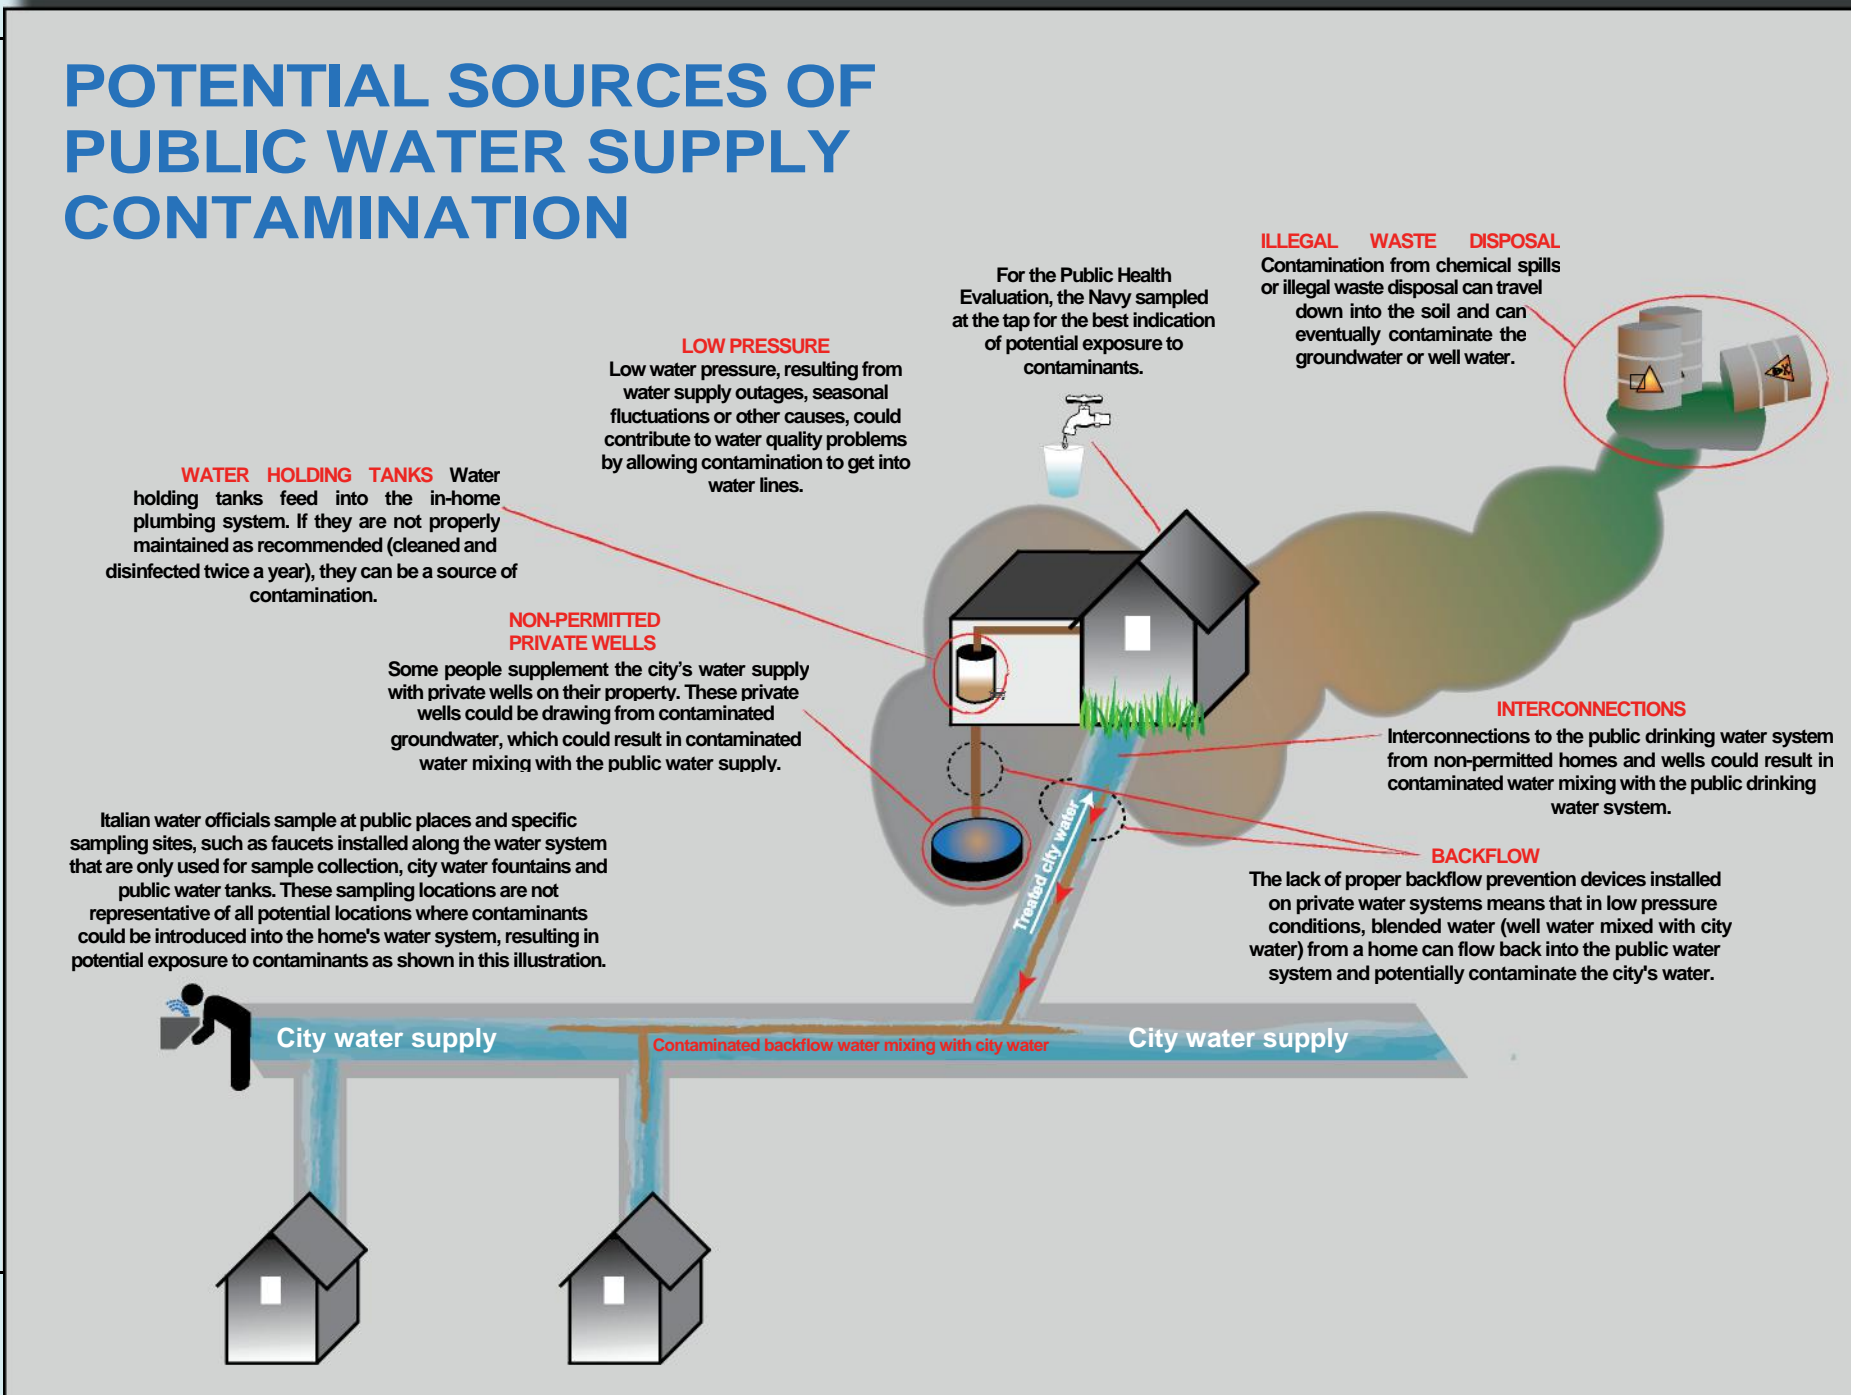 POTENTIAL SOURCES OF
PUBLIC WATER SUPPLY
CONTAMINATION
ILLEGAL WASTE DISPOSAL
Contamination from chemical spills
or illegal waste disposal can travel
down into the soil and can
eventually contaminate the
groundwater or well water.
For the Public Health
Evaluation, the Navy sampled
at the tap for the best indication
of potential exposure to
contaminants.
LOW PRESSURE
Low water pressure, resulting from
water supply outages, seasonal
fluctuations or other causes, could
contribute to water quality problems
by allowing contamination to get into
water lines.
WATER HOLDING TANKS Water
holding tanks feed into the in-home
plumbing system. If they are not properly
maintained as recommended (cleaned and
disinfected twice a year), they can be a source of
contamination.
NON-PERMITTED
PRIVATE WELLS
Some people supplement the city’s water supply
with private wells on their property. These private
wells could be drawing from contaminated
groundwater, which could result in contaminated
water mixing with the public water supply.
INTERCONNECTIONS
Interconnections to the public drinking water system
from non-permitted homes and wells could result in
contaminated water mixing with the public drinking
water system.
Italian water officials sample at public places and specific
sampling sites, such as faucets installed along the water system
that are only used for sample collection, city water fountains and
public water tanks. These sampling locations are not
representative of all potential locations where contaminants
could be introduced into the home's water system, resulting in
potential exposure to contaminants as shown in this illustration.
BACKFLOW
The lack of proper backflow prevention devices installed
on private water systems means that in low pressure
conditions, blended water (well water mixed with city
water) from a home can flow back into the public water
system and potentially contaminate the city's water.
Treated city water
City water supply
Contaminated backflow water mixing with city water
City water supply